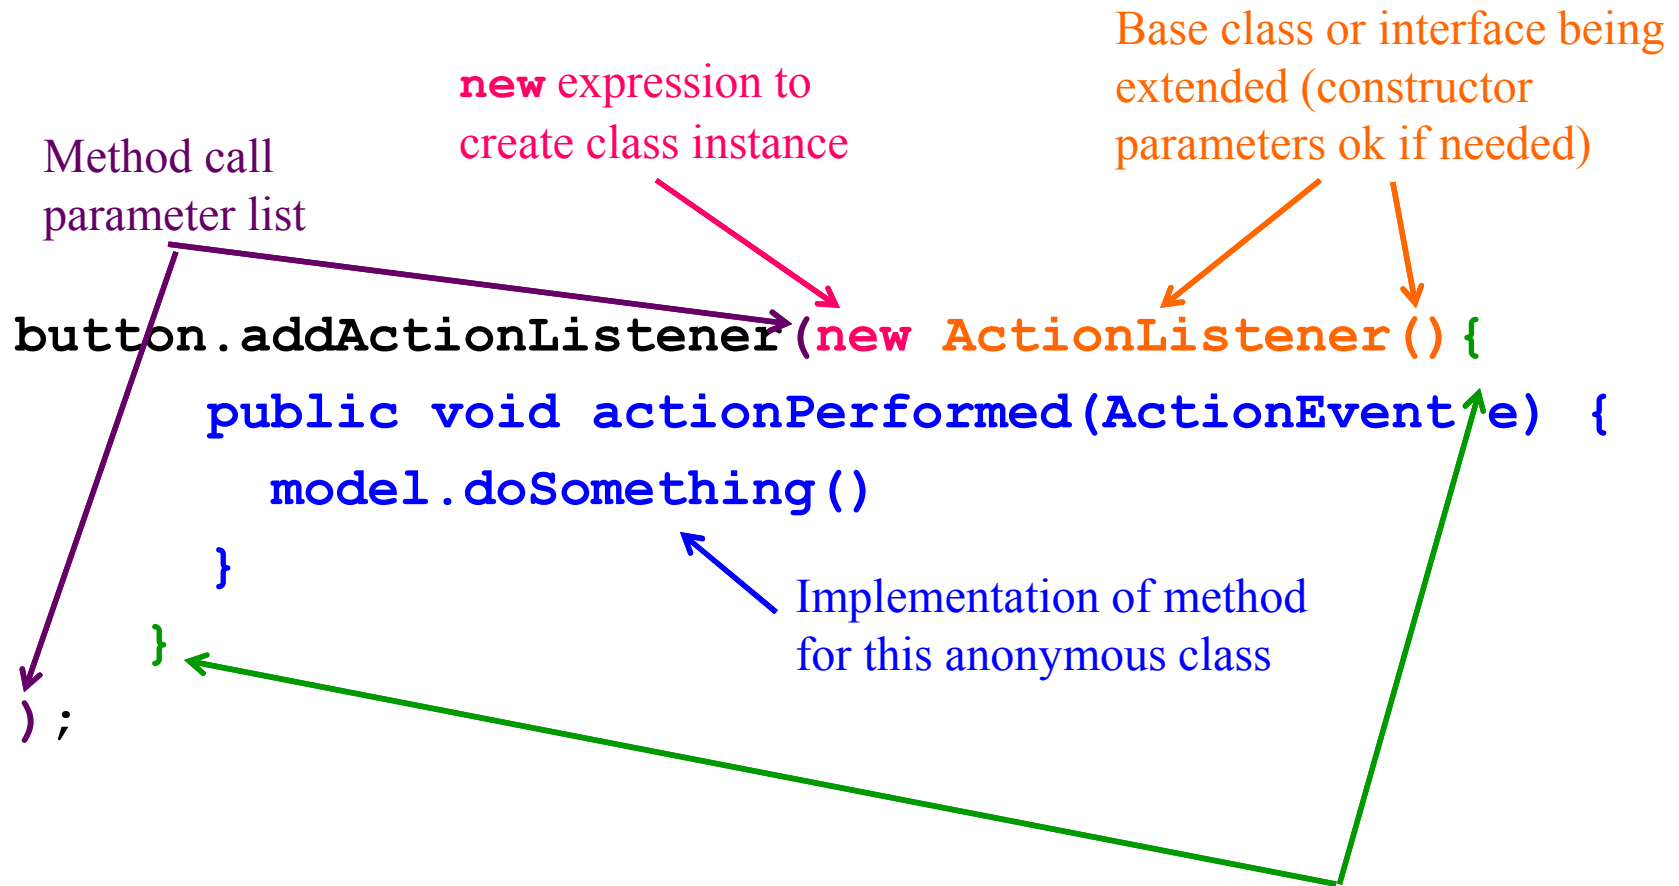 Base class or interface being
extended (constructor
parameters ok if needed)
new expression to
create class instance
Method call
parameter list
button.addActionListener(new ActionListener(){
public void actionPerformed(ActionEvent e) {
model.doSomething()
}
Implementation of method
for this anonymous class
}
);